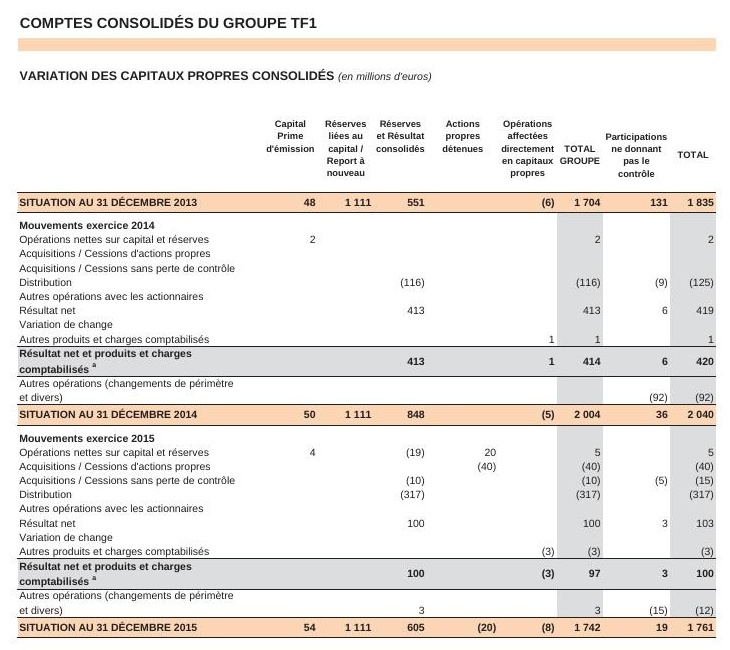 COMPTES CONSOLIDÉS DU GROUPE TF1
VARIATION DES CAPITAUX PROPRES CONSOLIDÉS (en millions d'euros)
Capital Prime d'émission
Réserves liées au capital / Report à nouveau
Réserves et Résultat consolidés
Actions propres détenues
Opérations affectées directement en capitaux propres
TOTAL GROUPE
Participations ne donnant pas le contrôle
TOTAL
SITUATION AU 31 DÉCEMBRE 2013 48 1 111 551 (6) 1 704 131 1 835
Mouvements exercice 2014
Opérations nettes sur capital et réserves 2 2 2
Acquisitions / Cessions d'actions propres
Acquisitions / Cessions sans perte de contrôle
Distribution (116) (116) (9) (125)
Autres opérations avec les actionnaires
Résultat net 413 413 6 419
Variation de change
Autres produits et charges comptabilisés 1 1 1
Résultat net et produits et charges
comptabilisés a 413 1 414 6 420
Autres opérations (changements de périmètre
et divers) (92) (92)
SITUATION AU 31 DÉCEMBRE 2014 50 1 111 848 (5) 2 004 36 2 040
Mouvements exercice 2015
Opérations nettes sur capital et réserves 4 (19) 20 5 5
Acquisitions / Cessions d'actions propres (40) (40) (40)
Acquisitions / Cessions sans perte de contrôle (10) (10) (5) (15)
Distribution (317) (317) (317)
Autres opérations avec les actionnaires
Résultat net 100 100 3 103
Variation de change
Autres produits et charges comptabilisés (3) (3) (3)
Résultat net et produits et charges
comptabilisés a 100 (3) 97 3 100
Autres opérations (changements de périmètre
et divers) 3 3 (15) (12)
SITUATION AU 31 DÉCEMBRE 2015 54 1 111 605 (20) (8) 1 742 19 1 761